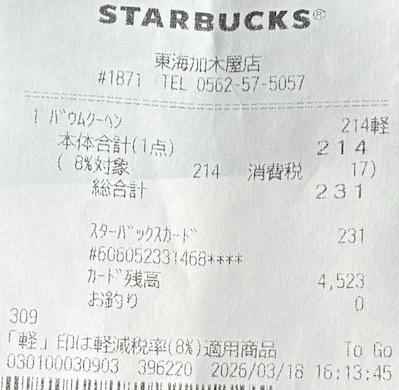 STARBUCKS®
東海加木屋店
#1871 TEL 0562-57-5057
1 バウムクーヘン 214軽
本体合計(1点) 214
( 8%対象 214 消費税 17)
総合計 231
スターバックスカード 231
#606052331468****
カード残高 4,523
お釣り 0
309
「軽」印は軽減税率(8%)適用商品 To Go
030100030903 396220 2026/03/18 16:13:45